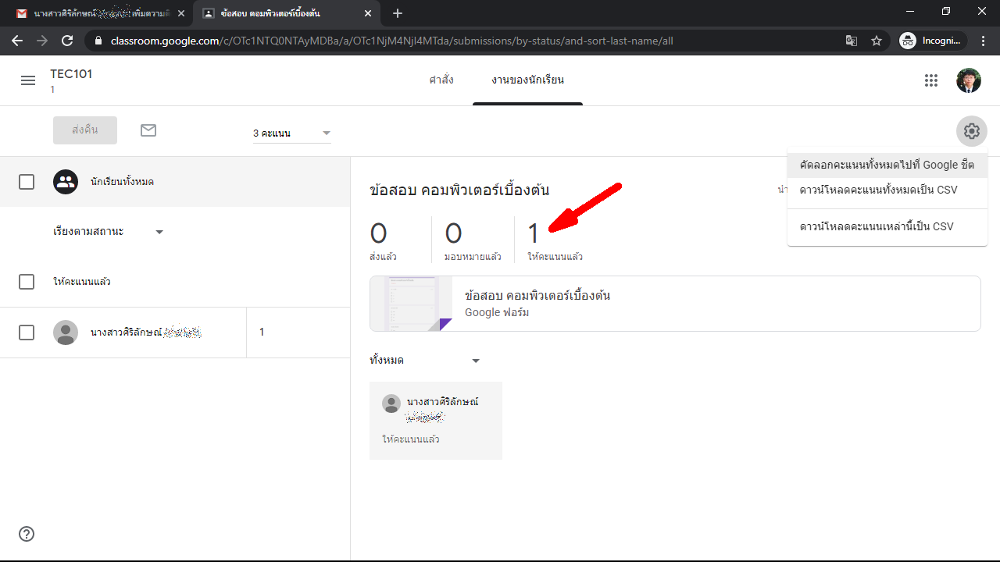 นางสาวศิริลักษณ์ เพิ่มความคิ
ข้อสอบ คอมพิวเตอร์เบื้องต้น
classroom.google.com/c/OTc1NTQ0NTAyMDBa/a/OTc1NjM4NjI4MTda/submissions/by-status/and-sort-last-name/all
Incogni...
TEC101
1
คำสั่ง
งานของนักเรียน
ส่งคืน
3 คะแนน
คัดลอกคะแนนทั้งหมดไปที่ Google ชีต
ดาวน์โหลดคะแนนทั้งหมดเป็น CSV
ดาวน์โหลดคะแนนเหล่านี้เป็น CSV
นักเรียนทั้งหมด
เรียงตามสถานะ
ให้คะแนนแล้ว
นางสาวศิริลักษณ์
1
ข้อสอบ คอมพิวเตอร์เบื้องต้น
0
0
1
ส่งแล้ว
มอบหมายแล้ว
ให้คะแนนแล้ว
ข้อสอบ คอมพิวเตอร์เบื้องต้น
Google ฟอร์ม
ทั้งหมด
นางสาวศิริลักษณ์
ให้คะแนนแล้ว